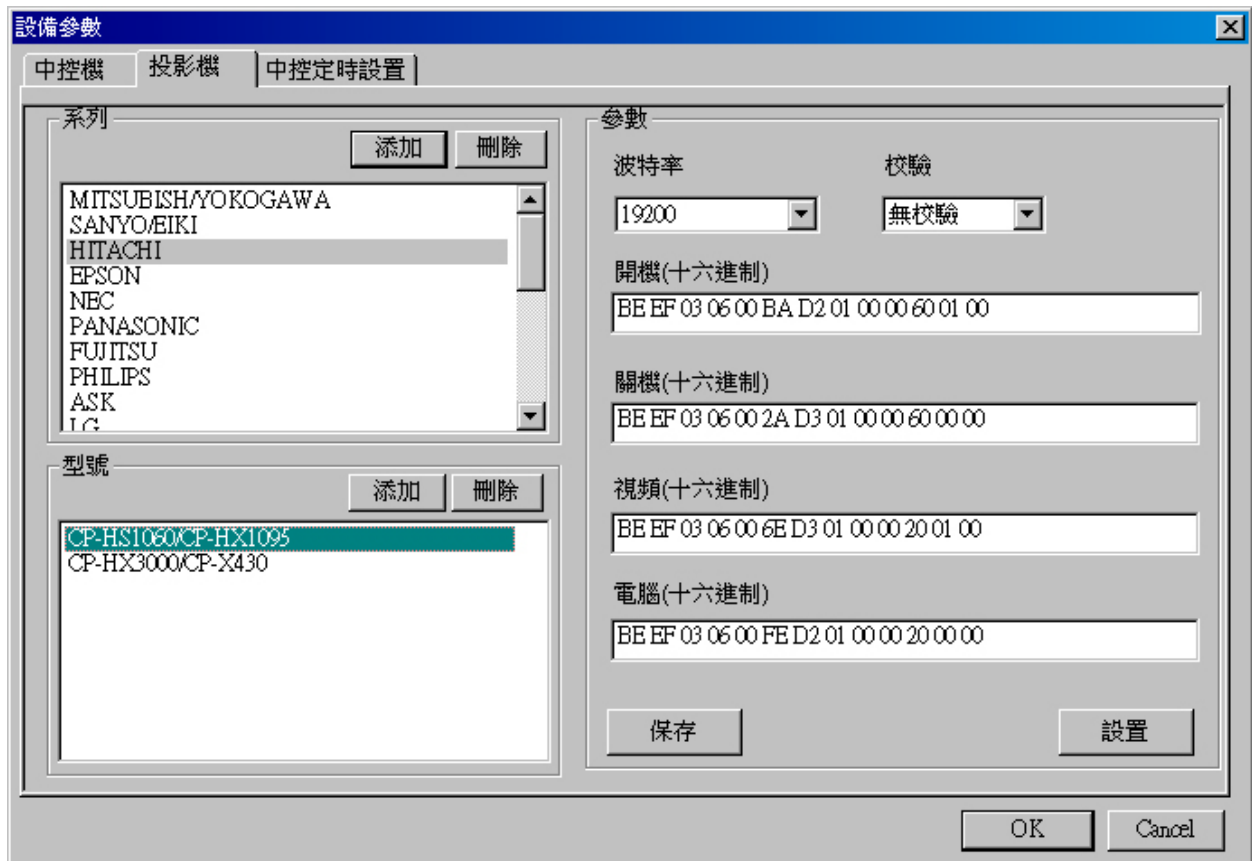 設備參數
中控機 投影機 中控定時設置
系列
添加 刪除
MITSUBISH/YOKOGAWA
SANYO/EIKI
HITACHI
EPSON
NEC
PANASONIC
FUJITSU
PHILIPS
ASK
LG
型號
添加 刪除
CP-HS1060/CP-HX1095
CP-HX3000/CP-X430
參數
波特率 校驗
19200 無校驗
開機(十六進制)
BE EF 03 06 00 BA D2 01 00 00 60 01 00
關機(十六進制)
BE EF 03 06 00 2A D3 01 00 00 60 00 00
視頻(十六進制)
BE EF 03 06 00 6E D3 01 00 00 20 01 00
電腦(十六進制)
BE EF 03 06 00 FE D2 01 00 00 20 00 00
保存 設置
OK Cancel